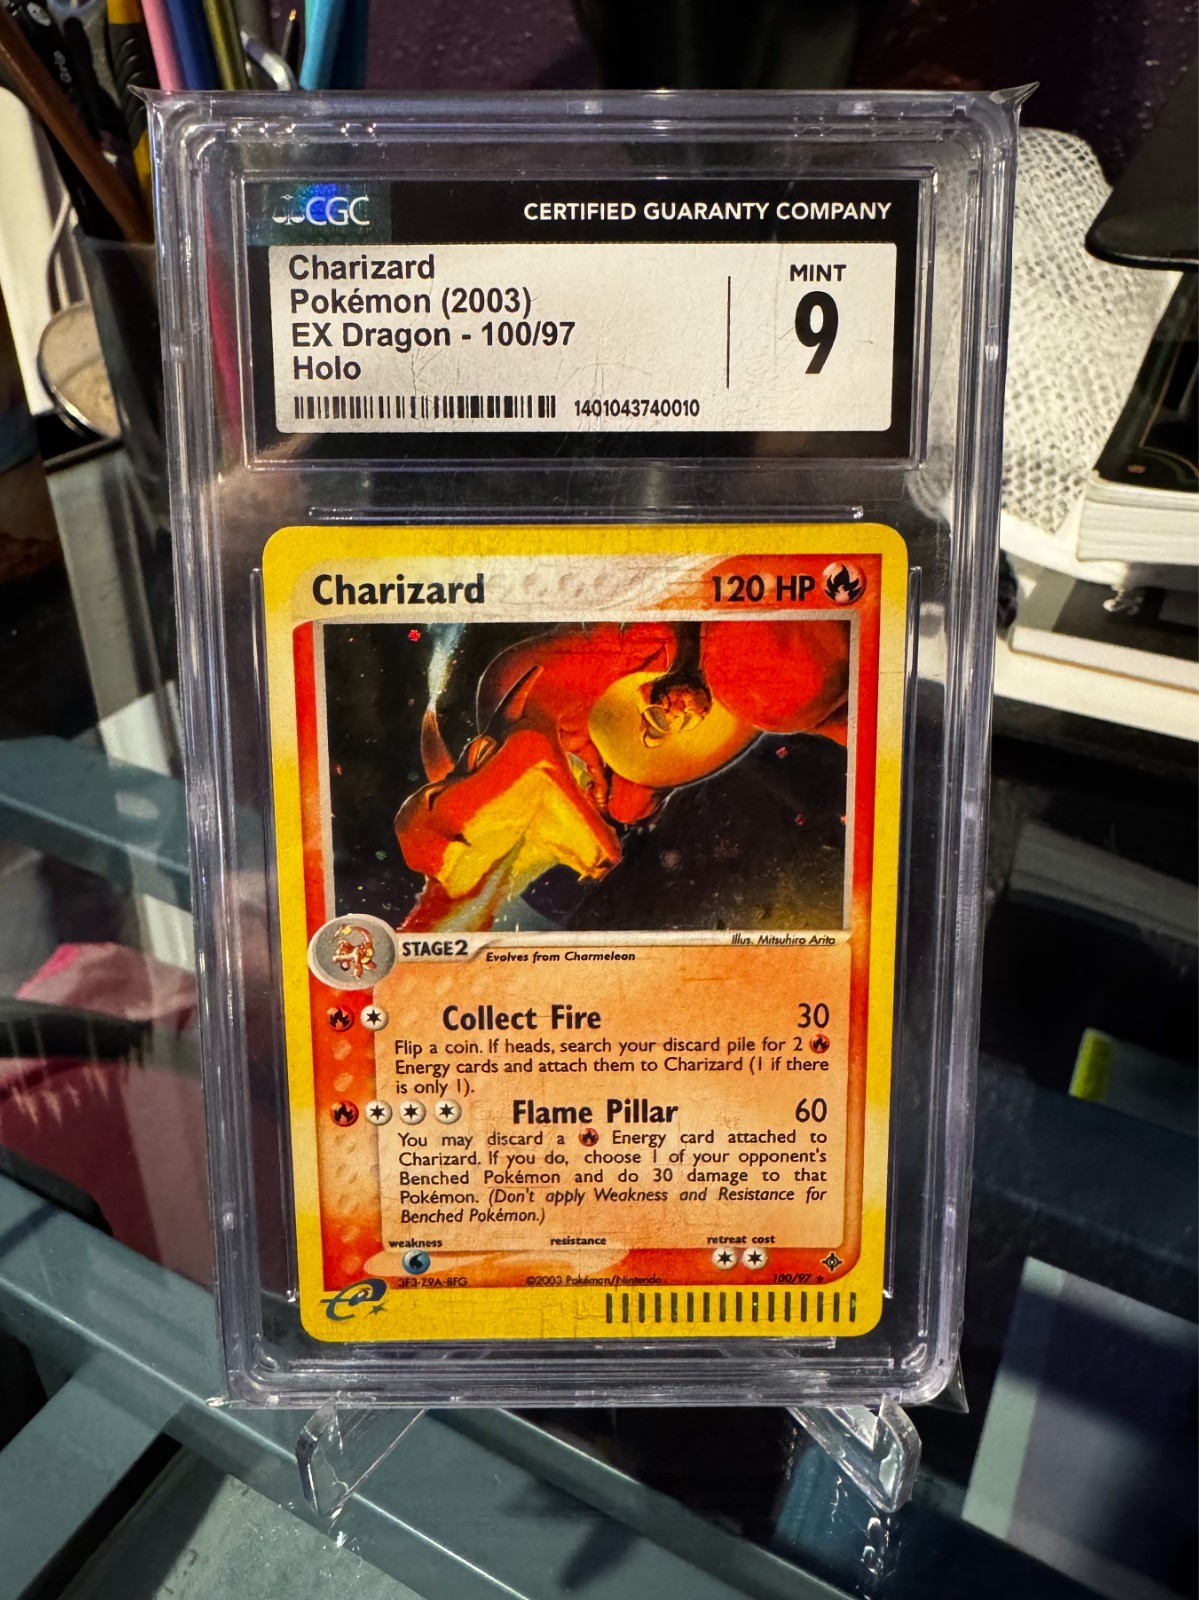 CGC
CERTIFIED GUARANTY COMPANY
Charizard
Pokémon (2003)
EX Dragon - 100/97
Holo
MINT
9
1401043740010
Charizard
120 HP
Illus. Mitsuhiro Arita
STAGE2
Evolves from Charmeleon
Collect Fire 30
Flip a coin. If heads, search your discard pile for 2
Energy cards and attach them to Charizard (1 if there
is only 1).
Flame Pillar 60
You may discard a Energy card attached to
Charizard. If you do, choose 1 of your opponent's
Benched Pokémon and do 30 damage to that
Pokémon. (Don't apply Weakness and Resistance for
Benched Pokémon.)
weakness resistance retreat cost
©2003 Pokémon/Nintendo 100/97
e